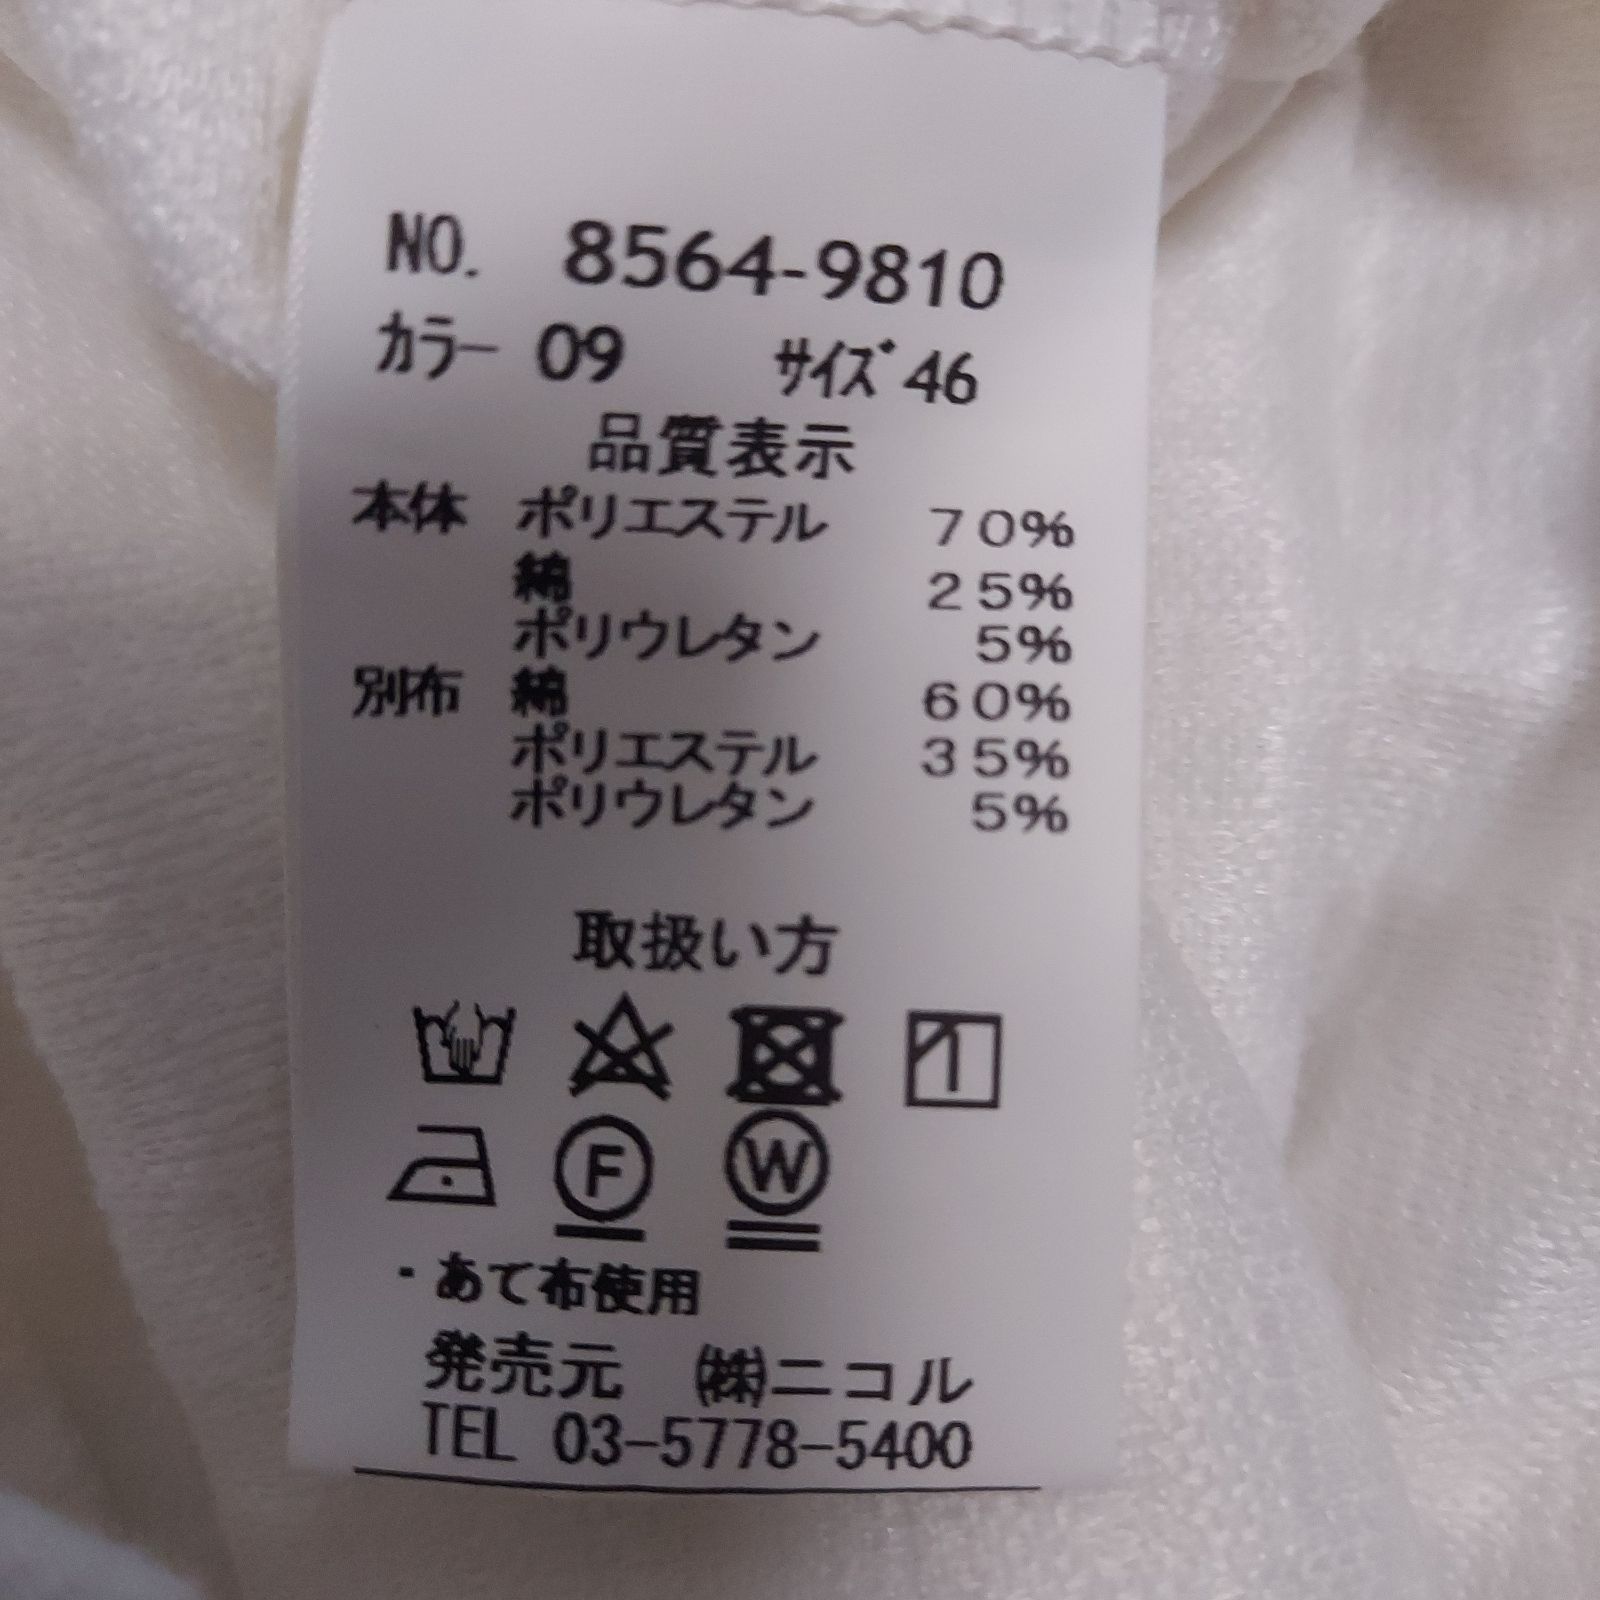 NO. 8564-9810
カラー 09 サイズ 46
品質表示
本体 ポリエステル 70%
綿 25%
ポリウレタン 5%
別布 綿 60%
ポリエステル 35%
ポリウレタン 5%
取扱い方
F W
・あて布使用
発売元 ㈱ニコル
TEL 03-5778-5400